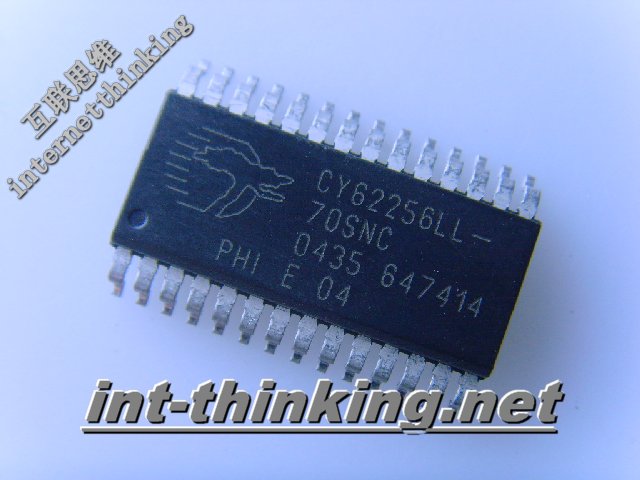 互联思维
internetthinking
CY62256LL-
70SNC
0435 647414
PHI E 04
int-thinking.net